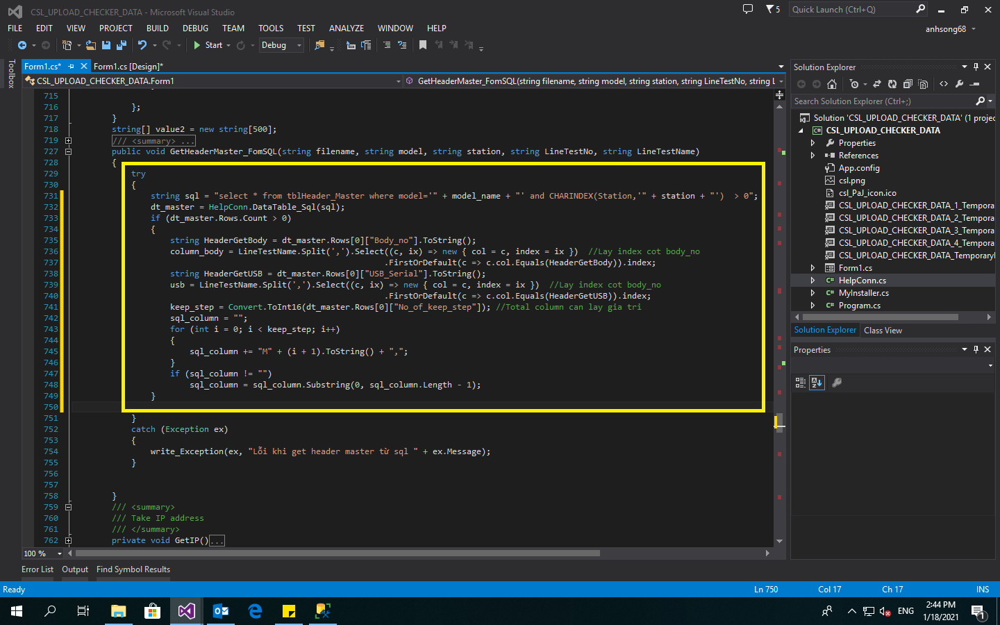 CSL_UPLOAD_CHECKER_DATA - Microsoft Visual Studio
5
Quick Launch (Ctrl+Q)
FILE EDIT VIEW PROJECT BUILD DEBUG TEAM TOOLS TEST ANALYZE WINDOW HELP
anhsong68
Start Debug
Toolbox
Form1.cs* Form1.cs [Design]*
CSL_UPLOAD_CHECKER_DATA.Form1 GetHeaderMaster_FomSQL(string filename, string model, string station, string LineTestNo, string L
715
716 };
717 }
718 string[] value2 = new string[500];
719 /// <summary> ...
727 public void GetHeaderMaster_FomSQL(string filename, string model, string station, string LineTestNo, string LineTestName)
728 {
729 try
730 {
731 string sql = "select * from tblHeader_Master where model='" + model_name + "' and CHARINDEX(Station,'" + station + "')  > 0";
732 dt_master = HelpConn.DataTable_Sql(sql);
733 if (dt_master.Rows.Count > 0)
734 {
735 string HeaderGetBody = dt_master.Rows[0]["Body_no"].ToString();
736 column_body = LineTestName.Split(',').Select((c, ix) => new { col = c, index = ix })  //Lay index cot body_no
737 .FirstOrDefault(c => c.col.Equals(HeaderGetBody)).index;
738 string HeaderGetUSB = dt_master.Rows[0]["USB_Serial"].ToString();
739 usb = LineTestName.Split(',').Select((c, ix) => new { col = c, index = ix })  //Lay index cot body_no
740 .FirstOrDefault(c => c.col.Equals(HeaderGetUSB)).index;
741 keep_step = Convert.ToInt16(dt_master.Rows[0]["No_of_keep_step"]); //Total column can lay gia tri
742 sql_column = "";
743 for (int i = 0; i < keep_step; i++)
744 {
745 sql_column += "M" + (i + 1).ToString() + ",";
746 }
747 if (sql_column != "")
748 sql_column = sql_column.Substring(0, sql_column.Length - 1);
749 }
750
751 }
752 catch (Exception ex)
753 {
754 write_Exception(ex, "Lỗi khi get header master từ sql " + ex.Message);
755 }
756
757
758 }
759 /// <summary>
760 /// Take IP address
761 /// </summary>
762 private void GetIP()...
100 %
Solution Explorer
Search Solution Explorer (Ctrl+;)
Solution 'CSL_UPLOAD_CHECKER_DATA' (1 projec
C# CSL_UPLOAD_CHECKER_DATA
Properties
References
App.config
csl.png
csl_PaJ_icon.ico
CSL_UPLOAD_CHECKER_DATA_1_Tempora
CSL_UPLOAD_CHECKER_DATA_2_Tempora
CSL_UPLOAD_CHECKER_DATA_3_Tempora
CSL_UPLOAD_CHECKER_DATA_4_Tempora
CSL_UPLOAD_CHECKER_DATA_Temporaryl
Form1.cs
C# HelpConn.cs
C# MyInstaller.cs
C# Program.cs
Solution Explorer Class View
Properties
Error List Output Find Symbol Results
Ready Ln 750 Col 17 Ch 17 INS
ENG
2:44 PM
1/18/2021
1